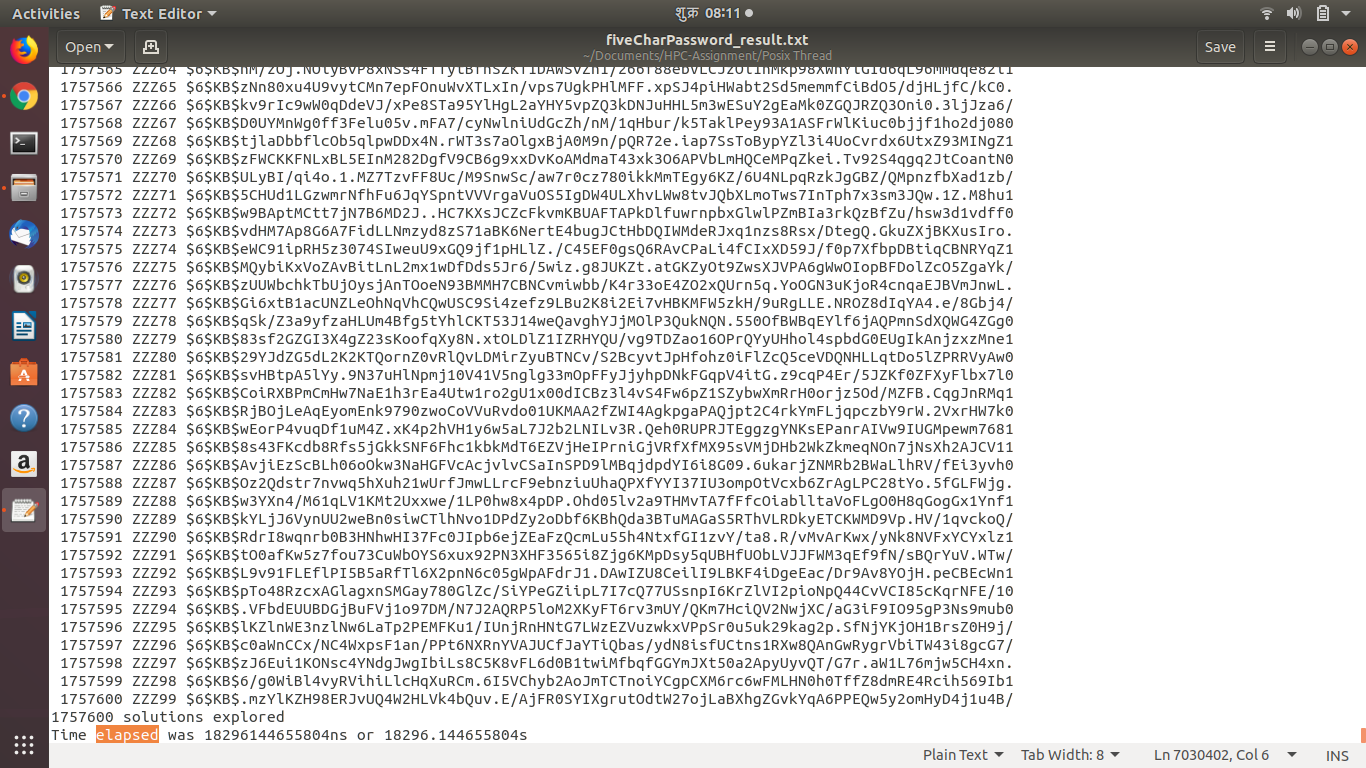 Activities
Text Editor
शुक्र 08:11
Open
fiveCharPassword_result.txt
~/Documents/HPC-Assignment/Posix Thread
Save
1757565 ZZZ64
1757566 ZZZ65 $6$KB$zNn80xu4U9vytCMn7epFOnuWvXTLxIn/vps7UgkPHlMFF.xpSJ4piHWabt2Sd5memmfCiBdO5/djHLjfC/kC0.
1757567 ZZZ66 $6$KB$kv9rIc9wW0qDdeVJ/xPe8STa95YlHgL2aYHY5vpZQ3kDNJuHHL5m3wESuY2gEaMk0ZGQJRZQ3Oni0.3ljJza6/
1757568 ZZZ67 $6$KB$D0UYMnWg0ff3Felu05v.mFA7/cyNwlniUdGcZh/nM/1qHbur/k5TaklPey93A1ASFrWlKiuc0bjjf1ho2dj080
1757569 ZZZ68 $6$KB$tjlaDbbflcOb5qlpwDDx4N.rWT3s7aOlgxBjA0M9n/pQR72e.iap7SsToBypYZl3i4UoCvrdx6UtxZ93MINgZ1
1757570 ZZZ69 $6$KB$zFWCKKFNLxBL5EInM282DgfV9CB6g9xxDvKoAMdmaT43xk3O6APVbLmHQCeMPqZkei.Tv92S4qgq2JtCoantN0
1757571 ZZZ70 $6$KB$ULyBI/qi4o.1.MZ7TzvFF8Uc/M9SnwSc/aw7r0cz780ikkMmTEgy6KZ/6U4NLpqRzkJgGBZ/QMpnzfbXad1zb/
1757572 ZZZ71 $6$KB$5CHUd1LGzwmrNfhFu6JqYSpntVVVrgaVuOS5IgDW4ULXhvLWw8tvJQbXLmoTws7InTph7x3sm3JQw.1Z.M8hu1
1757573 ZZZ72 $6$KB$w9BAptMCtt7jN7B6MD2J..HC7KXsJCZcFkvmKBUAFTAPkDlfuwrnpbxGlwlPZmBIa3rkQzBfZu/hsw3d1vdff0
1757574 ZZZ73 $6$KB$vdHM7Ap8G6A7FidLLNmzyd8zS71aBK6NertE4bugJCtHbDQIWMdeRJxq1nzs8Rsx/DtegQ.GkuZXjBKXusIro.
1757575 ZZZ74 $6$KB$eWC91ipRH5z3074SIweuU9xGQ9jf1pHLlZ./C45EF0gsQ6RAvCPaLi4fCIxXD59J/f0p7XfbpDBtiqCBNRYqZ1
1757576 ZZZ75 $6$KB$MQybiKxVoZAvBitLnL2mx1wDfDds5Jr6/5wiz.g8JUKZt.atGKZyOt9ZwsXJVPA6gWwOIopBFDolZcO5ZgaYk/
1757577 ZZZ76 $6$KB$zUUWbchkTbUjOysjAnTOoeN93BMMH7CBNCvmiwbb/K4r33oE4ZO2xQUrn5q.YoOGN3uKjoR4cnqaEJBVmJnwL.
1757578 ZZZ77 $6$KB$Gi6xtB1acUNZLeOhNqVhCQwUSC9Si4zefz9LBu2K8i2Ei7vHBKMFW5zkH/9uRgLLE.NROZ8dIqYA4.e/8Gbj4/
1757579 ZZZ78 $6$KB$qSk/Z3a9yfzaHLUm4Bfg5tYhlCKT53J14weQavghYJjMOlP3QukNQN.550OfBWBqEYlf6jAQPmnSdXQWG4ZGg0
1757580 ZZZ79 $6$KB$83sf2GZGI3X4gZ23sKoofqXy8N.xtOLDlZ1IZRHYQU/vg9TDZao16OPrQYyUHhol4spbdG0EUgIkAnjzxzMne1
1757581 ZZZ80 $6$KB$29YJdZG5dL2K2KTQornZ0vRlQvLDMirZyuBTNCv/S2BcyvtJpHfohz0iFlZcQ5ceVDQNHLLqtDo5lZPRRVyAw0
1757582 ZZZ81 $6$KB$svHBtpA5lYy.9N37uHlNpmj10V41V5nglg33mOpFFyJjyhpDNkFGqpV4itG.z9cqP4Er/5JZKf0ZFXyFlbx7l0
1757583 ZZZ82 $6$KB$CoiRXBPmCmHw7NaE1h3rEa4Utw1ro2gU1x00dICBz3l4vS4Fw6pZ1SZybwXmRrH0orjz5Od/MZFB.CqgJnRMq1
1757584 ZZZ83 $6$KB$RjBOjLeAqEyomEnk9790zwoCoVVuRvdo01UKMAA2fZWI4AgkpgaPAQjpt2C4rkYmFLjqpczbY9rW.2VxrHW7k0
1757585 ZZZ84 $6$KB$wEorP4vuqDf1uM4Z.xK4p2hVH1y6w5aL7J2b2LNILv3R.Qeh0RUPRJTEggzgYNKsEPanrAIVw9IUGMpewm7681
1757586 ZZZ85 $6$KB$8s43FKcdb8Rfs5jGkkSNF6Fhc1kbkMdT6EZVjHeIPrniGjVRfXfMX95sVMjDHb2WkZkmeqNOn7jNsXh2AJCV11
1757587 ZZZ86 $6$KB$AvjiEzScBLh06oOkw3NaHGFVcAcjvlvCSaInSPD9lMBqjdpdYI6i8G09.6ukarjZNMRb2BWaLlhRV/fEi3yvh0
1757588 ZZZ87 $6$KB$Oz2Qdstr7nvwq5hXuh21wUrfJmwLLrcF9ebnziuUhaQPXfYYI37IU3ompOtVcxb6ZrAgLPC28tYo.5fGLFWjg.
1757589 ZZZ88 $6$KB$w3YXn4/M61qLV1KMt2Uxxwe/1LP0hw8x4pDP.Ohd05lv2a9THMvTAfFfcOiablltaVoFLgO0H8qGogGx1Ynf1
1757590 ZZZ89 $6$KB$kYLjJ6VynUU2weBn0siwCTlhNvo1DPdZy2oDbf6KBhQda3BTuMAGaS5RThVLRDkyETCKWMD9Vp.HV/1qvckoQ/
1757591 ZZZ90 $6$KB$RdrI8wqnrb0B3HNhwHI37Fc0JIpb6ejZEaFzQcmLu55h4NtxfGI1zvY/ta8.R/vMvArKwx/yNk8NVFxYCYxlz1
1757592 ZZZ91 $6$KB$tO0afKw5z7fou73CuWbOYS6xux92PN3XHF3565i8Zjg6KMpDsy5qUBHfUObLVJJFWM3qEf9fN/sBQrYuV.WTw/
1757593 ZZZ92 $6$KB$L9v91FLEflPI5B5aRfTl6X2pnN6c05gWpAFdrJ1.DAwIZU8CeilI9LBKF4iDgeEac/Dr9Av8YOjH.peCBEcWn1
1757594 ZZZ93 $6$KB$pTo48RzcxAGlagxnSMGay780GlZc/SiYPeGZiipL7I7cQ77USsnpI6KrZlVI2pioNpQ44CvVCI85cKqrNFE/10
1757595 ZZZ94 $6$KB$.VFbdEUUBDGjBuFVj1o97DM/N7J2AQRP5loM2XKyFT6rv3mUY/QKm7HciQV2NwjXC/aG3iF9IO95gP3Ns9mub0
1757596 ZZZ95 $6$KB$lKZlnWE3nzlNw6LaTp2PEMFKu1/IUnjRnHNtG7LWzEZVuzwkxVPpSr0u5uk29kag2p.SfNjYKjOH1BrsZ0H9j/
1757597 ZZZ96 $6$KB$c0aWnCCx/NC4WxpsF1an/PPt6NXRnYVAJUCfJaYTiQbas/ydN8isfUCtns1RXw8QAnGwRygrVbiTW43i8gcG7/
1757598 ZZZ97 $6$KB$zJ6Eui1KONsc4YNdgJwgIbiLs8C5K8vFL6d0B1twiMfbqfGGYmJXt50a2ApyUyvQT/G7r.aW1L76mjw5CH4xn.
1757599 ZZZ98 $6$KB$6/g0WiBl4vyRVihiLlcHqXuRCm.6I5VChyb2AoJmTCTnoiYCgpCXM6rc6wFMLHN0h0TffZ8dmRE4Rcih569Ib1
1757600 ZZZ99 $6$KB$.mzYlKZH98ERJvUQ4W2HLVk4bQuv.E/AjFR0SYIXgrutOdtW27ojLaBXhgZGvkYqA6PPEQw5y2omHyD4j1u4B/
1757600 solutions explored
Time elapsed was 18296144655804ns or 18296.144655804s
Plain Text
Tab Width: 8
Ln 7030402, Col 6
INS